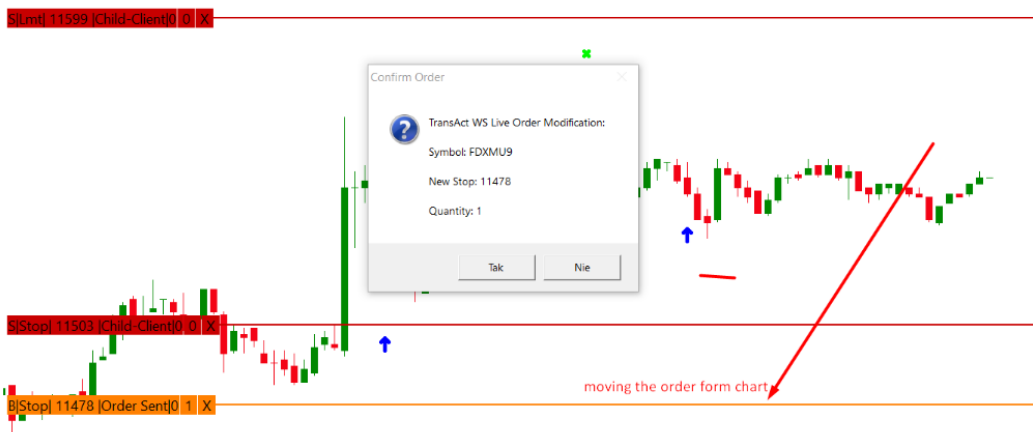 S|Lmt| 11599 |Child-Client|0 0 X
Confirm Order
TransAct WS Live Order Modification:
Symbol: FDXMU9
New Stop: 11478
Quantity: 1
Tak Nie
S|Stop| 11503 |Child-Client|0 0 X
moving the order form chart
B|Stop| 11478 |Order Sent|0 1 X